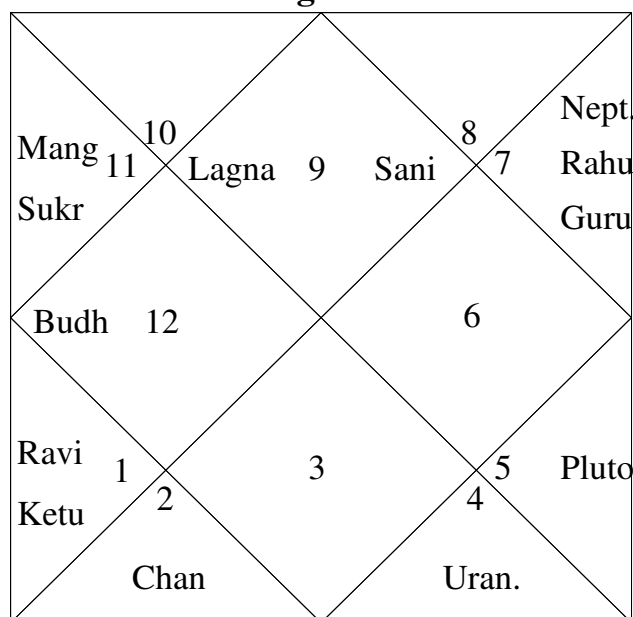 g
10
8
Nept.
Mang
11
Lagna 9 Sani
7
Rahu
Sukr
Guru
Budh 12
6
Ravi
1
3
5
Pluto
Ketu
2
4
Chan
Uran.